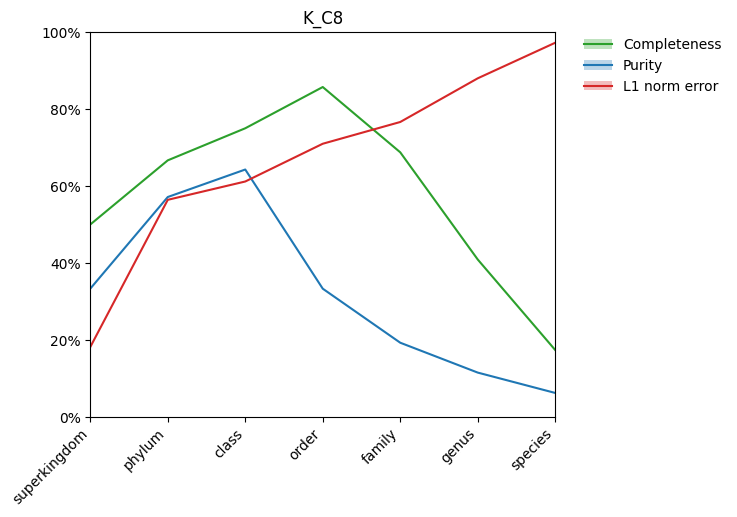 K_C8
100%
80%
60%
40%
20%
0%
superkingdom
phylum
class
order
family
genus
species
Completeness
Purity
L1 norm error